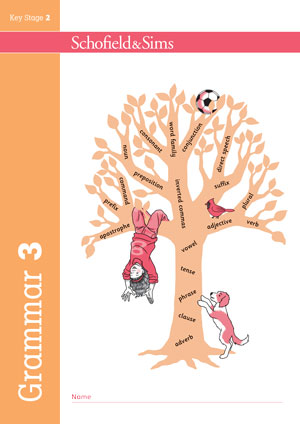 Key Stage 2
Schofield&Sims
word family
conjunction
consonant
direct speech
noun
preposition
inverted commas
suffix
command
prefix
plural
apostrophe
adjective
verb
vowel
tense
phrase
clause
adverb
Grammar 3
Name